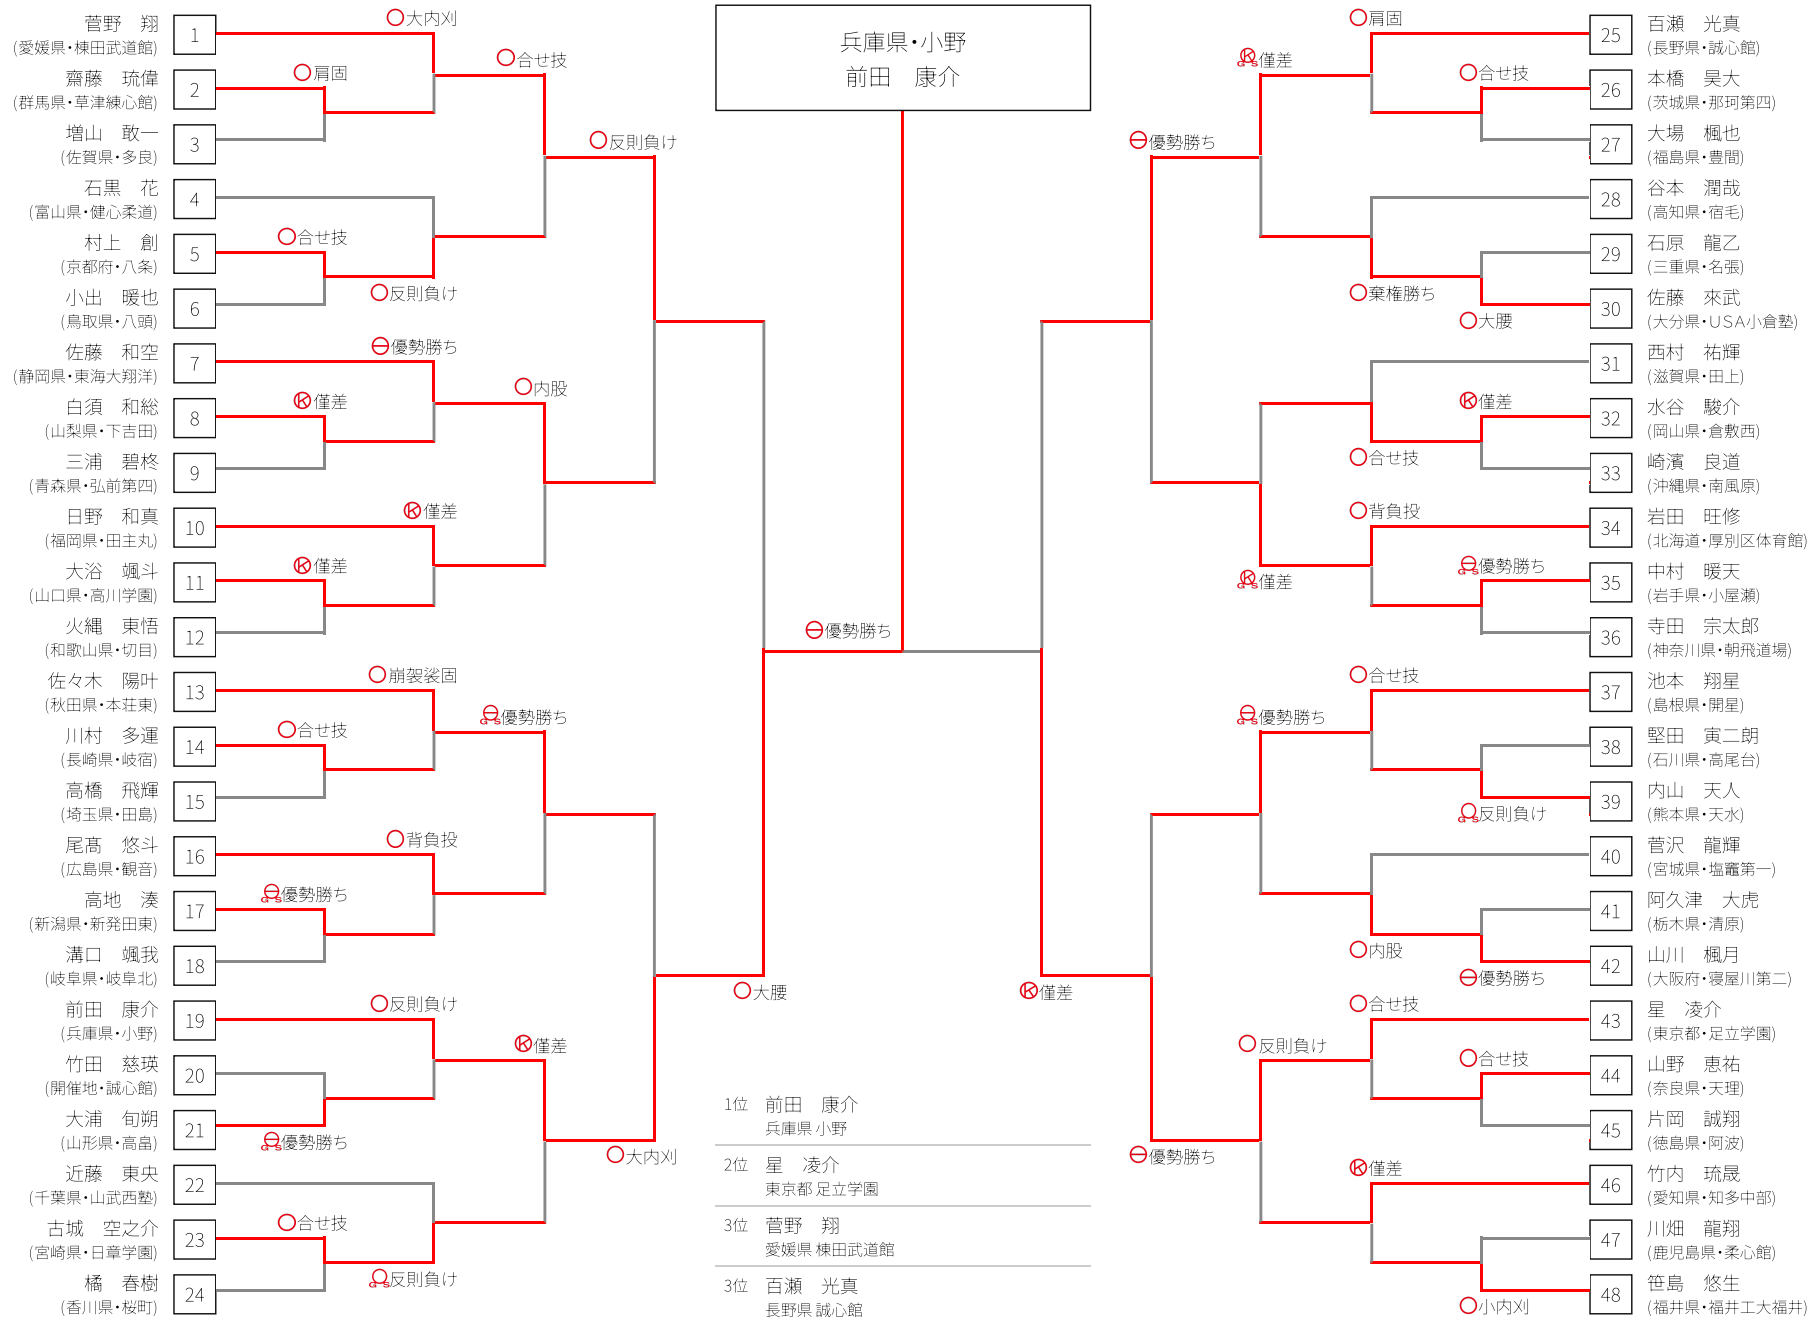 兵庫県・小野
前田　康介
菅野　翔
(愛媛県・棟田武道館)
1
齋藤　琉偉
(群馬県・草津練心館)
2
増山　敢一
(佐賀県・多良)
3
石黒　花
(富山県・健心柔道)
4
村上　創
(京都府・八条)
5
小出　暖也
(鳥取県・八頭)
6
佐藤　和空
(静岡県・東海大翔洋)
7
白須　和総
(山梨県・下吉田)
8
三浦　碧柊
(青森県・弘前第四)
9
日野　和真
(福岡県・田主丸)
10
大浴　颯斗
(山口県・高川学園)
11
火縄　東悟
(和歌山県・切目)
12
佐々木　陽叶
(秋田県・本荘東)
13
川村　多運
(長崎県・岐宿)
14
高橋　飛輝
(埼玉県・田島)
15
尾髙　悠斗
(広島県・観音)
16
高地　湊
(新潟県・新発田東)
17
溝口　颯我
(岐阜県・岐阜北)
18
前田　康介
(兵庫県・小野)
19
竹田　慈瑛
(開催地・誠心館)
20
大浦　旬朔
(山形県・高畠)
21
近藤　東央
(千葉県・山武西塾)
22
古城　空之介
(宮崎県・日章学園)
23
橘　春樹
(香川県・桜町)
24
大内刈
肩固
合せ技
反則負け
合せ技
反則負け
優勢勝ち
K僅差
内股
K僅差
K僅差
優勢勝ち
崩袈裟固
合せ技
GS優勢勝ち
背負投
GS優勢勝ち
大腰
反則負け
K僅差
GS優勢勝ち
大内刈
合せ技
GS反則負け
1位　前田　康介
兵庫県 小野
2位　星　凌介
東京都 足立学園
3位　菅野　翔
愛媛県 棟田武道館
3位　百瀬　光真
長野県 誠心館
肩固
GS K僅差
合せ技
優勢勝ち
棄権勝ち
大腰
K僅差
合せ技
背負投
GS優勢勝ち
GS K僅差
合せ技
GS優勢勝ち
GS反則負け
内股
優勢勝ち
K僅差
合せ技
反則負け
合せ技
優勢勝ち
K僅差
小内刈
25
百瀬　光真
(長野県・誠心館)
26
本橋　昊大
(茨城県・那珂第四)
27
大場　楓也
(福島県・豊間)
28
谷本　潤哉
(高知県・宿毛)
29
石原　龍乙
(三重県・名張)
30
佐藤　來武
(大分県・USA小倉塾)
31
西村　祐輝
(滋賀県・田上)
32
水谷　駿介
(岡山県・倉敷西)
33
崎濱　良道
(沖縄県・南風原)
34
岩田　旺修
(北海道・厚別区体育館)
35
中村　暖天
(岩手県・小屋瀬)
36
寺田　宗太郎
(神奈川県・朝飛道場)
37
池本　翔星
(島根県・開星)
38
堅田　寅二朗
(石川県・高尾台)
39
内山　天人
(熊本県・天水)
40
菅沢　龍輝
(宮城県・塩竈第一)
41
阿久津　大虎
(栃木県・清原)
42
山川　楓月
(大阪府・寝屋川第二)
43
星　凌介
(東京都・足立学園)
44
山野　恵祐
(奈良県・天理)
45
片岡　誠翔
(徳島県・阿波)
46
竹内　琉晟
(愛知県・知多中部)
47
川畑　龍翔
(鹿児島県・柔心館)
48
笹島　悠生
(福井県・福井工大福井)